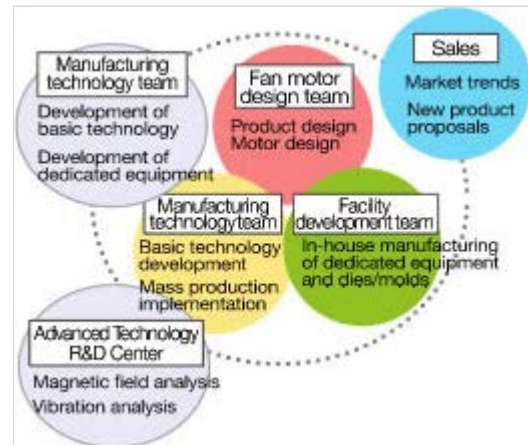 Manufacturing
technology team
Development of
basic technology
Development of
dedicated equipment
Fan motor
design team
Product design
Motor design
Sales
Market trends
New product
proposals
Manufacturing
technologyteam
Basic technology
development
Mass production
implementation
Facility
development team
In-house manufacturing
of dedicated equipment
and dies/molds
Advanced Technology
R&D Center
Magnetic field analysis
Vibration analysis